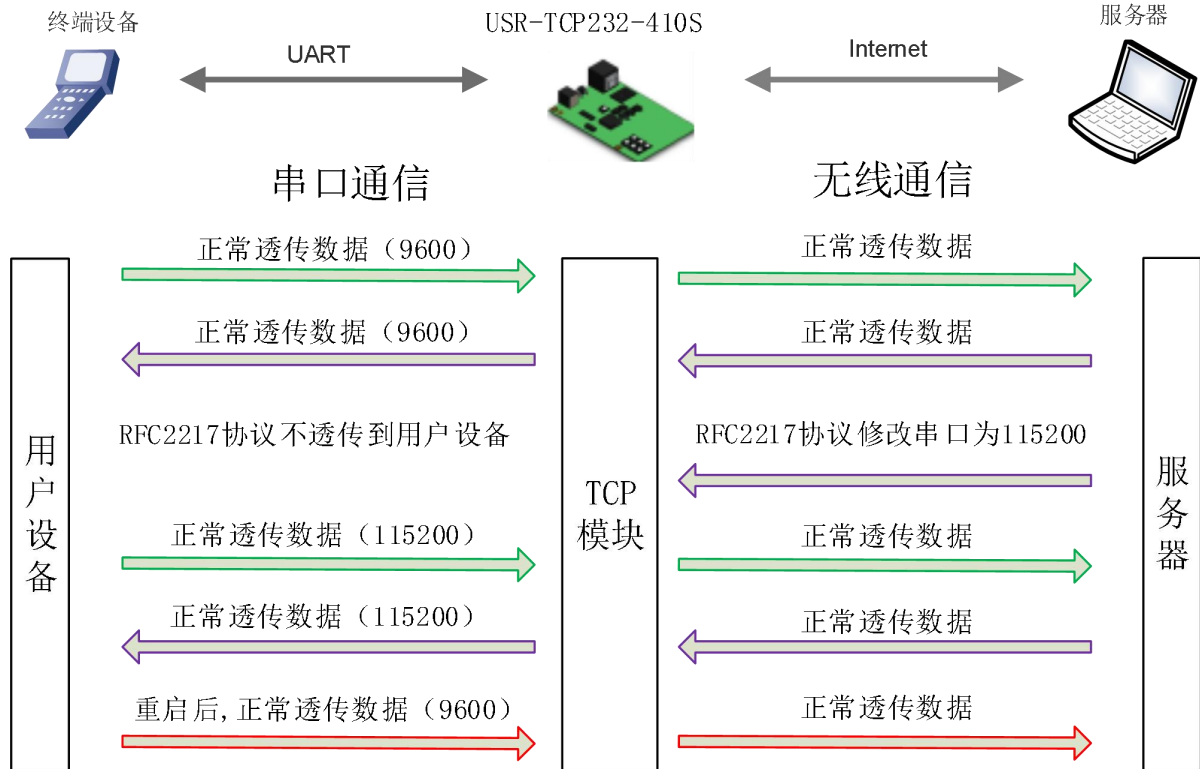 终端设备
USR-TCP232-410S
服务器
UART
Internet
串口通信
无线通信
正常透传数据（9600）
正常透传数据
正常透传数据（9600）
正常透传数据
RFC2217协议不透传到用户设备
RFC2217协议修改串口为115200
用户设备
TCP
模块
服务器
正常透传数据（115200）
正常透传数据
正常透传数据（115200）
正常透传数据
重启后,正常透传数据（9600）
正常透传数据